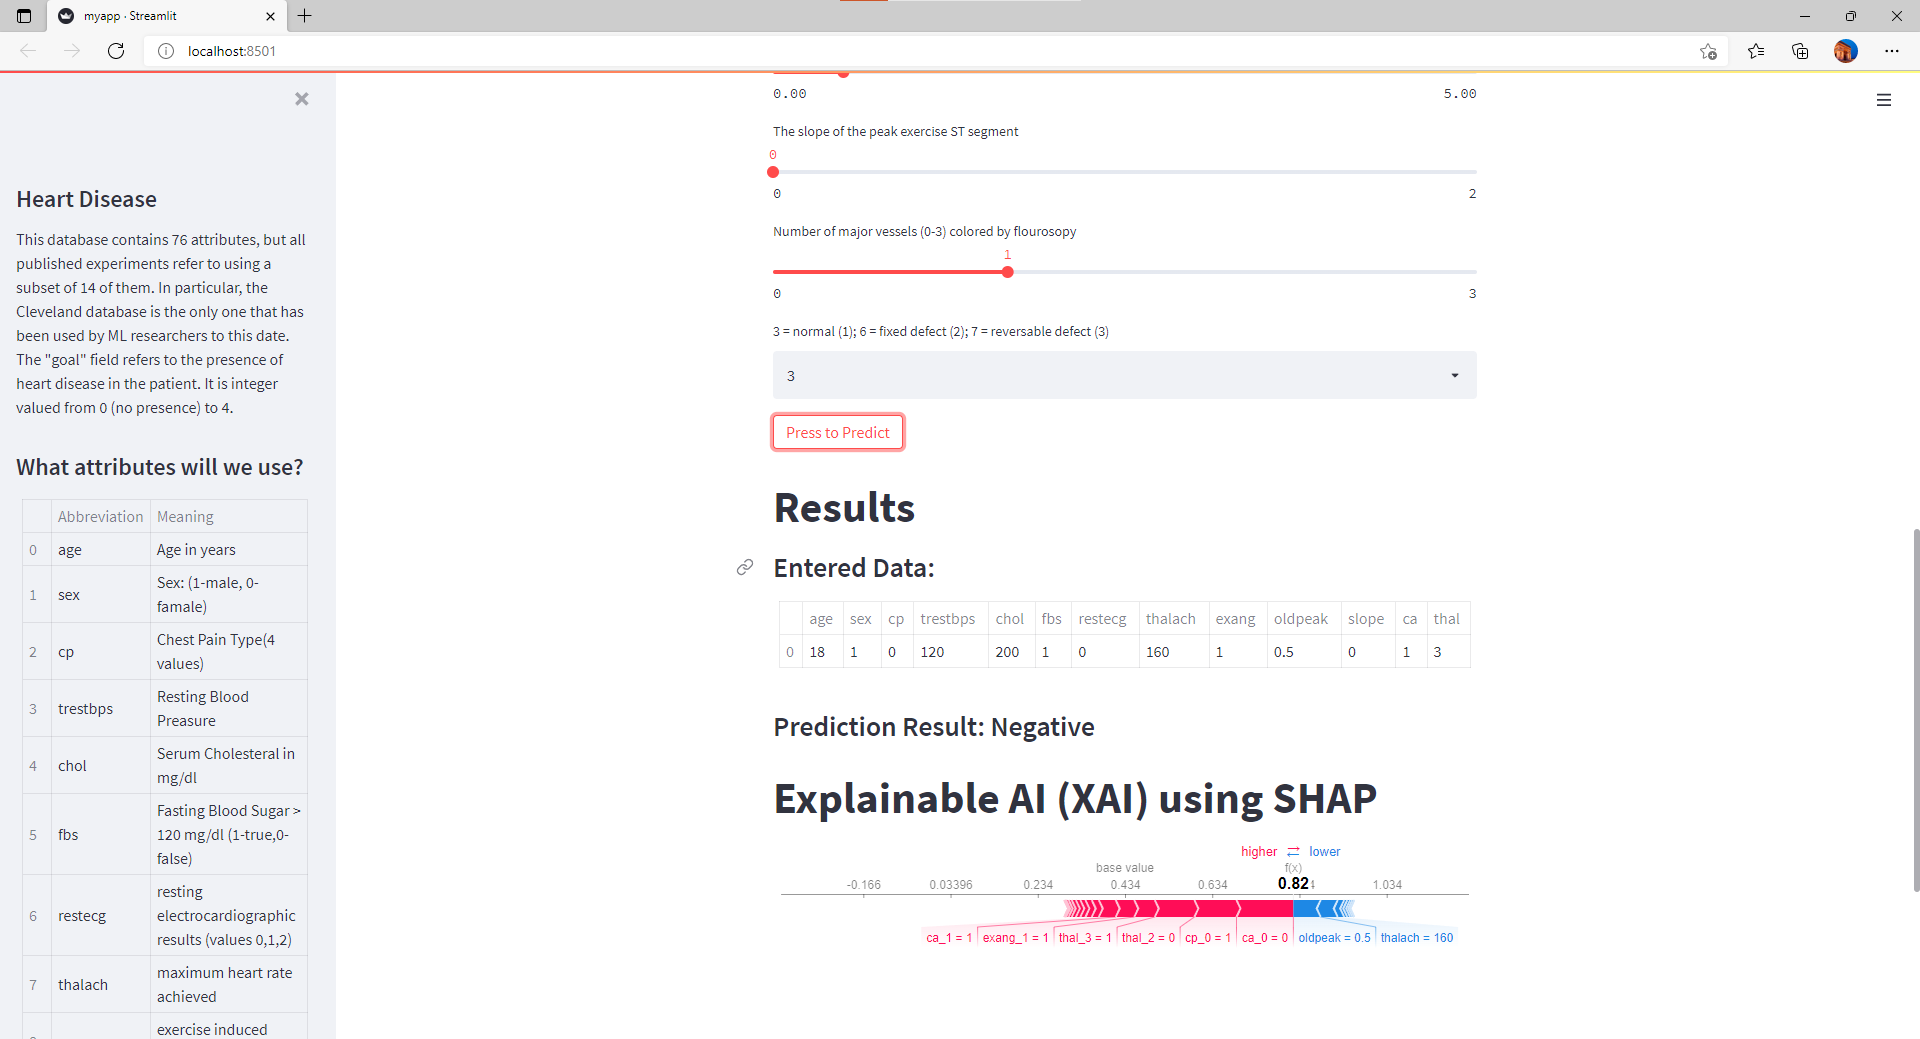 myapp · Streamlit
localhost:8501
Heart Disease
This database contains 76 attributes, but all
published experiments refer to using a
subset of 14 of them. In particular, the
Cleveland database is the only one that has
been used by ML researchers to this date.
The "goal" field refers to the presence of
heart disease in the patient. It is integer
valued from 0 (no presence) to 4.
What attributes will we use?
Abbreviation Meaning
0 age Age in years
1 sex Sex: (1-male, 0-
famale)
2 cp Chest Pain Type(4
values)
3 trestbps Resting Blood
Preasure
4 chol Serum Cholesteral in
mg/dl
5 fbs Fasting Blood Sugar >
120 mg/dl (1-true,0-
false)
6 restecg resting
electrocardiographic
results (values 0,1,2)
7 thalach maximum heart rate
achieved
exercise induced
0.00 5.00
The slope of the peak exercise ST segment
0
0 2
Number of major vessels (0-3) colored by flourosopy
1
0 3
3 = normal (1); 6 = fixed defect (2); 7 = reversable defect (3)
3
Press to Predict
Results
Entered Data:
age sex cp trestbps chol fbs restecg thalach exang oldpeak slope ca thal
0 18 1 0 120 200 1 0 160 1 0.5 0 1 3
Prediction Result: Negative
Explainable AI (XAI) using SHAP
higher lower
base value f(x)
-0.166 0.03396 0.234 0.434 0.634 0.82 1.034
ca_1 = 1 exang_1 = 1 thal_3 = 1 thal_2 = 0 cp_0 = 1 ca_0 = 0 oldpeak = 0.5 thalach = 160